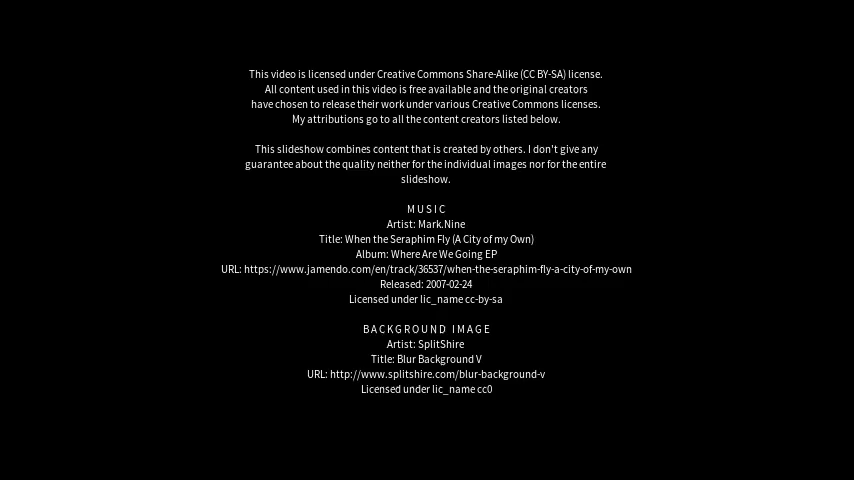 This video is licensed under Creative Commons Share-Alike (CC BY-SA) license.
All content used in this video is free available and the original creators
have chosen to release their work under various Creative Commons licenses.
My attributions go to all the content creators listed below.
This slideshow combines content that is created by others. I don't give any
guarantee about the quality neither for the individual images nor for the entire
slideshow.
MUSIC
Artist: Mark.Nine
Title: When the Seraphim Fly (A City of my Own)
Album: Where Are We Going EP
URL: https://www.jamendo.com/en/track/36537/when-the-seraphim-fly-a-city-of-my-own
Released: 2007-02-24
Licensed under lic_name cc-by-sa
BACKGROUND IMAGE
Artist: SplitShire
Title: Blur Background V
URL: http://www.splitshire.com/blur-background-v
Licensed under lic_name cc0